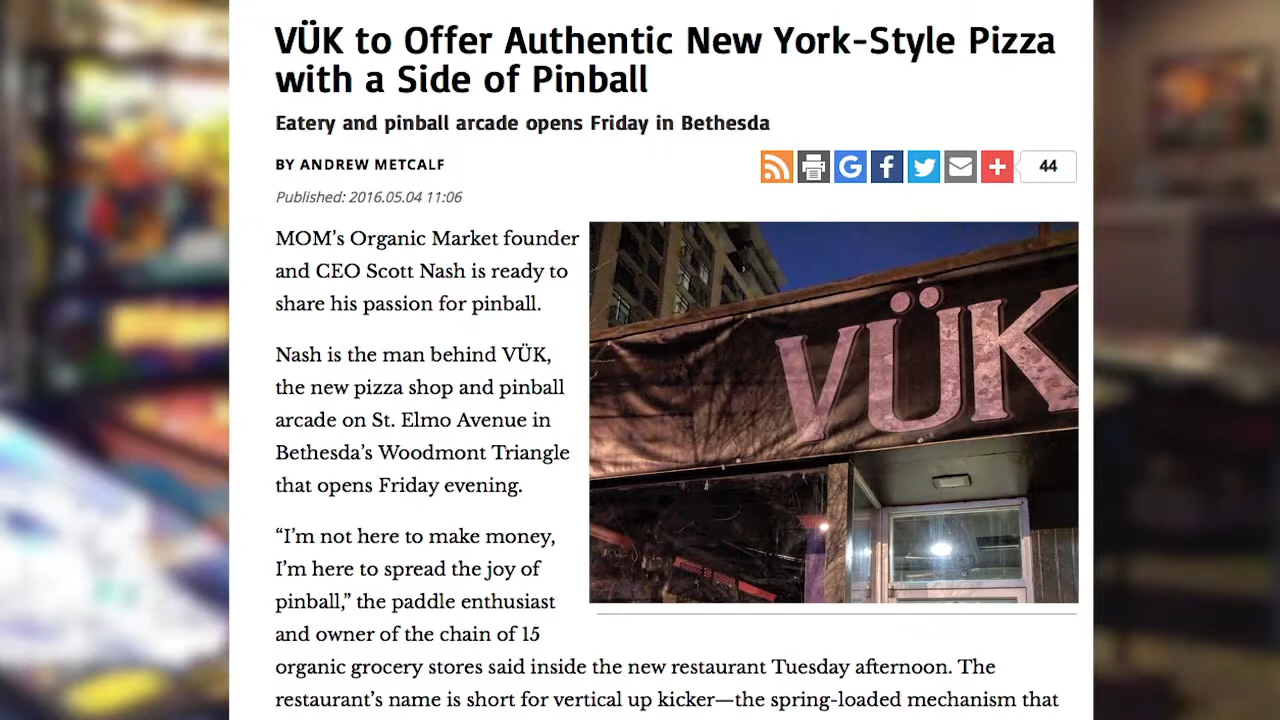 VÜK to Offer Authentic New York-Style Pizza
with a Side of Pinball
Eatery and pinball arcade opens Friday in Bethesda
BY ANDREW METCALF
44
Published: 2016.05.04 11:06
MOM’s Organic Market founder
and CEO Scott Nash is ready to
share his passion for pinball.
Nash is the man behind VÜK,
the new pizza shop and pinball
arcade on St. Elmo Avenue in
Bethesda’s Woodmont Triangle
that opens Friday evening.
“I’m not here to make money,
I’m here to spread the joy of
pinball,” the paddle enthusiast
and owner of the chain of 15
organic grocery stores said inside the new restaurant Tuesday afternoon. The
restaurant’s name is short for vertical up kicker—the spring-loaded mechanism that
VÜK